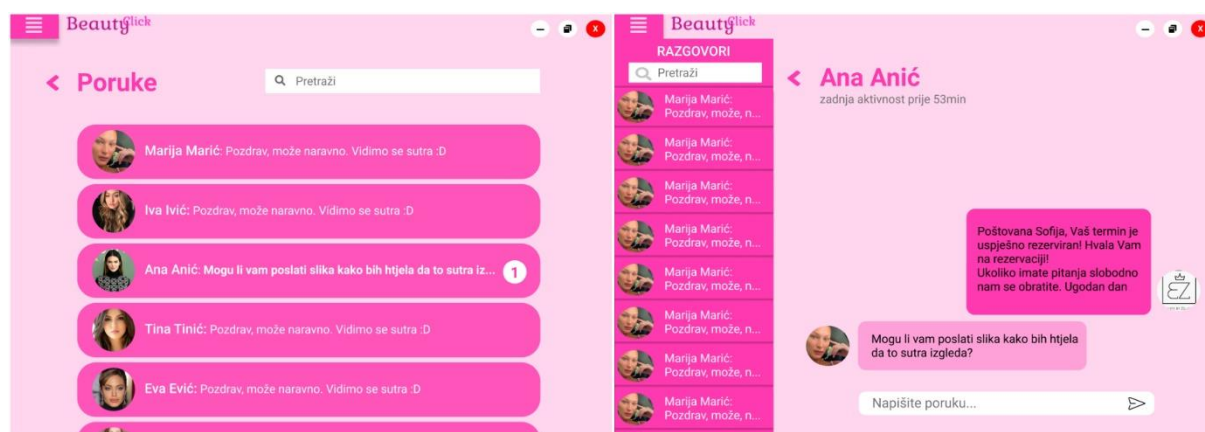 BeautyClick
X
Poruke
Pretraži
Marija Marić: Pozdrav, može naravno. Vidimo se sutra :D
Iva Ivić: Pozdrav, može naravno. Vidimo se sutra :D
Ana Anić: Mogu li vam poslati slika kako bih htjela da to sutra iz...
1
Tina Tinić: Pozdrav, može naravno. Vidimo se sutra :D
Eva Ević: Pozdrav, može naravno. Vidimo se sutra :D
BeautyClick
X
RAZGOVORI
Pretraži
Marija Marić:
Pozdrav, može, n...
Marija Marić:
Pozdrav, može, n...
Marija Marić:
Pozdrav, može, n...
Marija Marić:
Pozdrav, može, n...
Marija Marić:
Pozdrav, može, n...
Marija Marić:
Pozdrav, može, n...
Marija Marić:
Pozdrav, može, n...
Marija Marić:
Pozdrav, može, n...
Ana Anić
zadnja aktivnost prije 53min
Poštovana Sofija, Vaš termin je
uspješno rezerviran! Hvala Vam
na rezervaciji!
Ukoliko imate pitanja slobodno
nam se obratite. Ugodan dan
EZ
Mogu li vam poslati slika kako bih htjela
da to sutra izgleda?
Napišite poruku...